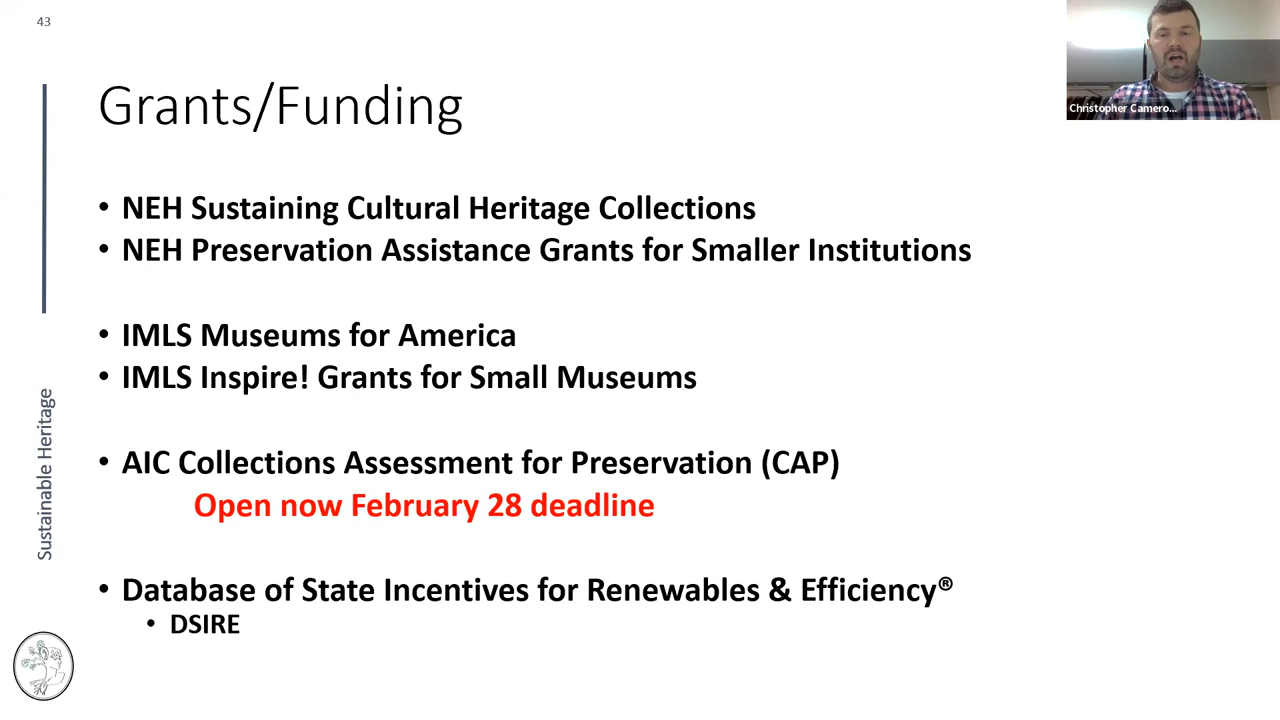 43
Grants/Funding
Christopher Camero...
• NEH Sustaining Cultural Heritage Collections
• NEH Preservation Assistance Grants for Smaller Institutions
• IMLS Museums for America
• IMLS Inspire! Grants for Small Museums
• AIC Collections Assessment for Preservation (CAP)
Open now February 28 deadline
• Database of State Incentives for Renewables & Efficiency®
• DSIRE
Sustainable Heritage